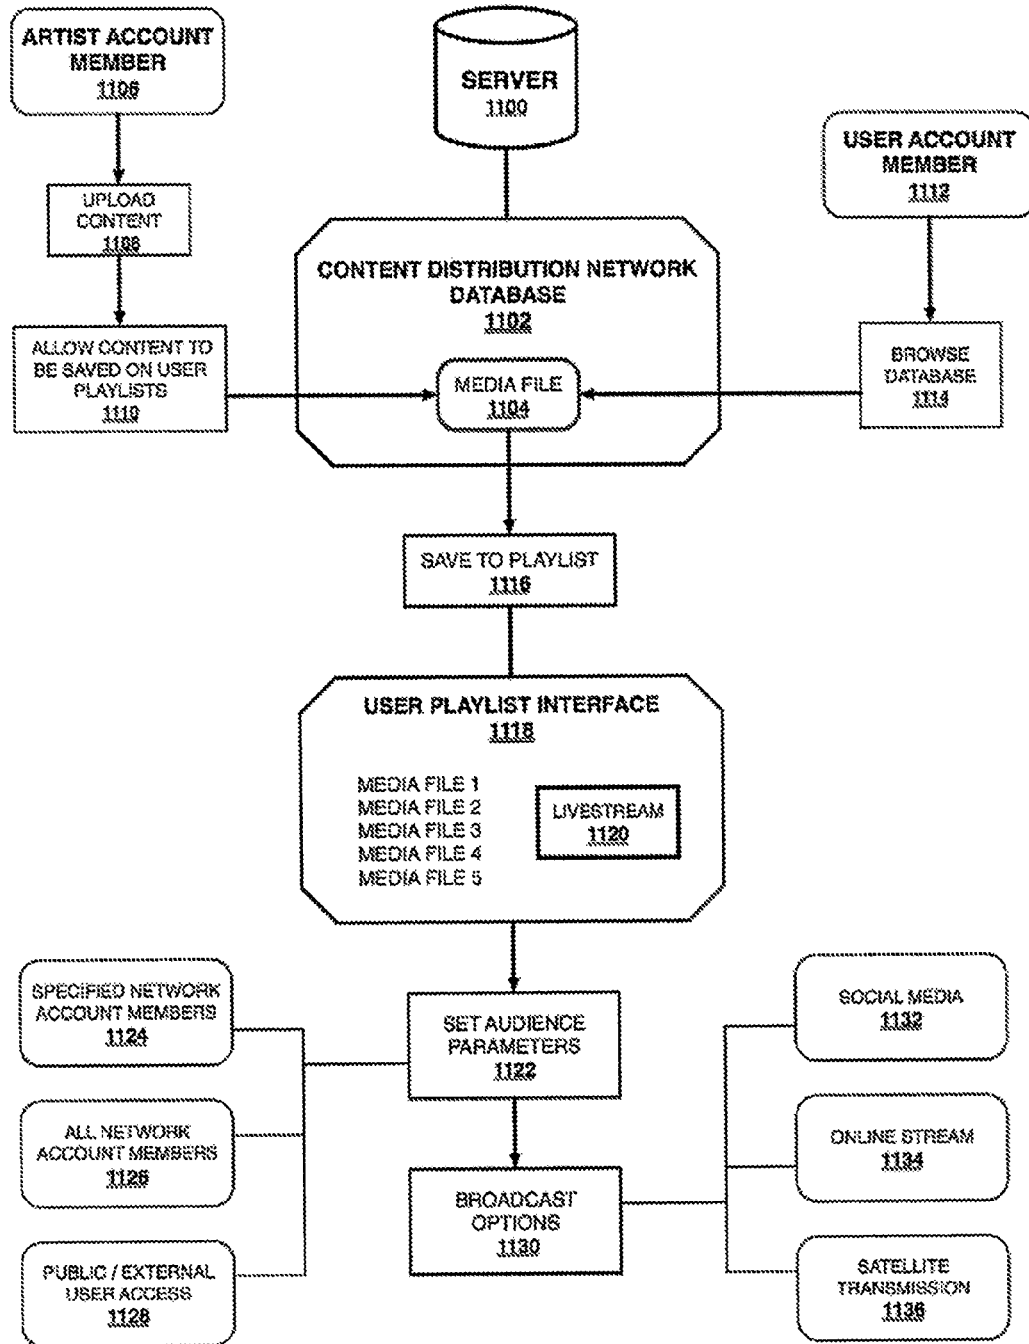 ARTIST ACCOUNT
MEMBER
1106
SERVER
1100
USER ACCOUNT
MEMBER
1112
UPLOAD
CONTENT
1108
CONTENT DISTRIBUTION NETWORK
DATABASE
1102
ALLOW CONTENT TO
BE SAVED ON USER
PLAYLISTS
1110
MEDIA FILE
1104
BROWSE
DATABASE
1114
SAVE TO PLAYLIST
1116
USER PLAYLIST INTERFACE
1118
MEDIA FILE 1
MEDIA FILE 2
MEDIA FILE 3
MEDIA FILE 4
MEDIA FILE 5
LIVESTREAM
1120
SPECIFIED NETWORK
ACCOUNT MEMBERS
1124
SET AUDIENCE
PARAMETERS
1122
SOCIAL MEDIA
1132
ALL NETWORK
ACCOUNT MEMBERS
1126
ONLINE STREAM
1134
BROADCAST
OPTIONS
1130
PUBLIC / EXTERNAL
USER ACCESS
1128
SATELLITE
TRANSMISSION
1136